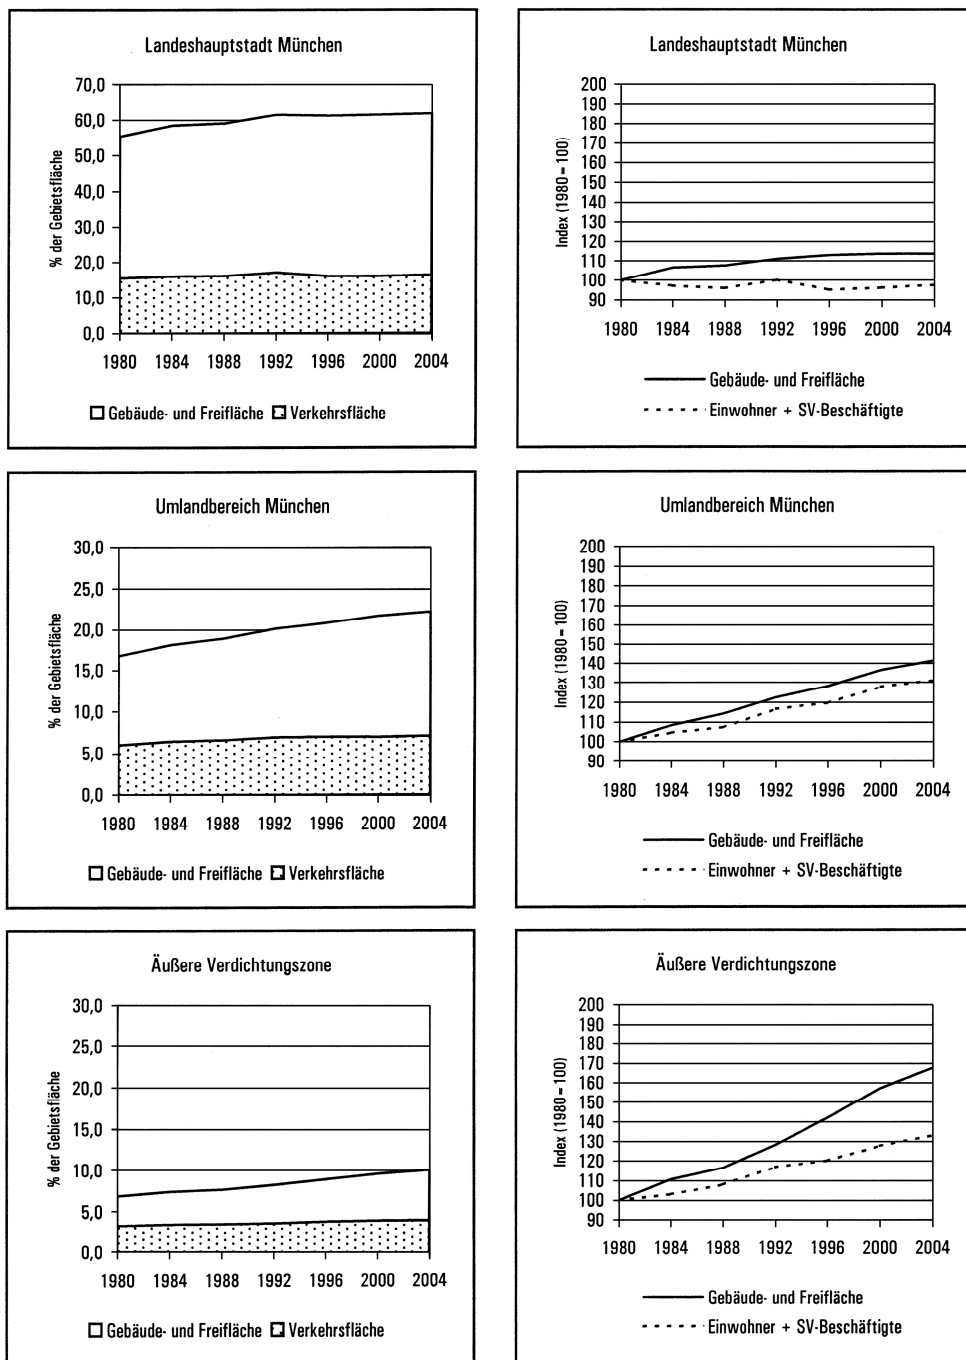 Landeshauptstadt München
% der Gebietsfläche
70,0
60,0
50,0
40,0
30,0
20,0
10,0
0,0
1980 1984 1988 1992 1996 2000 2004
Gebäude- und Freifläche Verkehrsfläche
Landeshauptstadt München
Index (1980 = 100)
200
190
180
170
160
150
140
130
120
110
100
90
1980 1984 1988 1992 1996 2000 2004
Gebäude- und Freifläche
Einwohner + SV-Beschäftigte
Umlandbereich München
% der Gebietsfläche
30,0
25,0
20,0
15,0
10,0
5,0
0,0
1980 1984 1988 1992 1996 2000 2004
Gebäude- und Freifläche Verkehrsfläche
Umlandbereich München
Index (1980 = 100)
200
190
180
170
160
150
140
130
120
110
100
90
1980 1984 1988 1992 1996 2000 2004
Gebäude- und Freifläche
Einwohner + SV-Beschäftigte
Äußere Verdichtungszone
% der Gebietsfläche
30,0
25,0
20,0
15,0
10,0
5,0
0,0
1980 1984 1988 1992 1996 2000 2004
Gebäude- und Freifläche Verkehrsfläche
Äußere Verdichtungszone
Index (1980 = 100)
200
190
180
170
160
150
140
130
120
110
100
90
1980 1984 1988 1992 1996 2000 2004
Gebäude- und Freifläche
Einwohner + SV-Beschäftigte